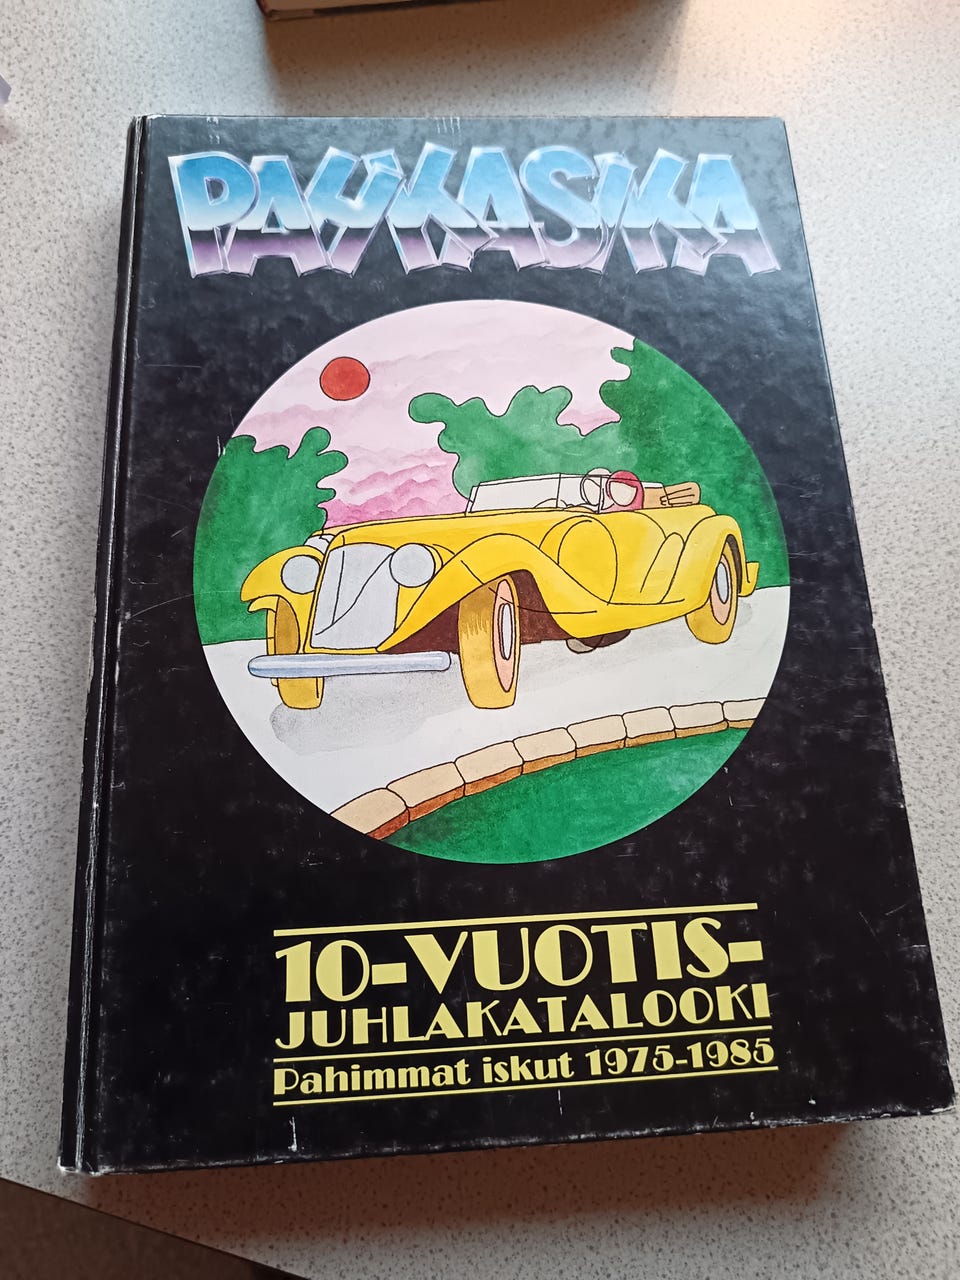 PAHKASIKA
10-VUOTIS-
JUHLAKATALOOKI
Pahimmat iskut 1975-1985